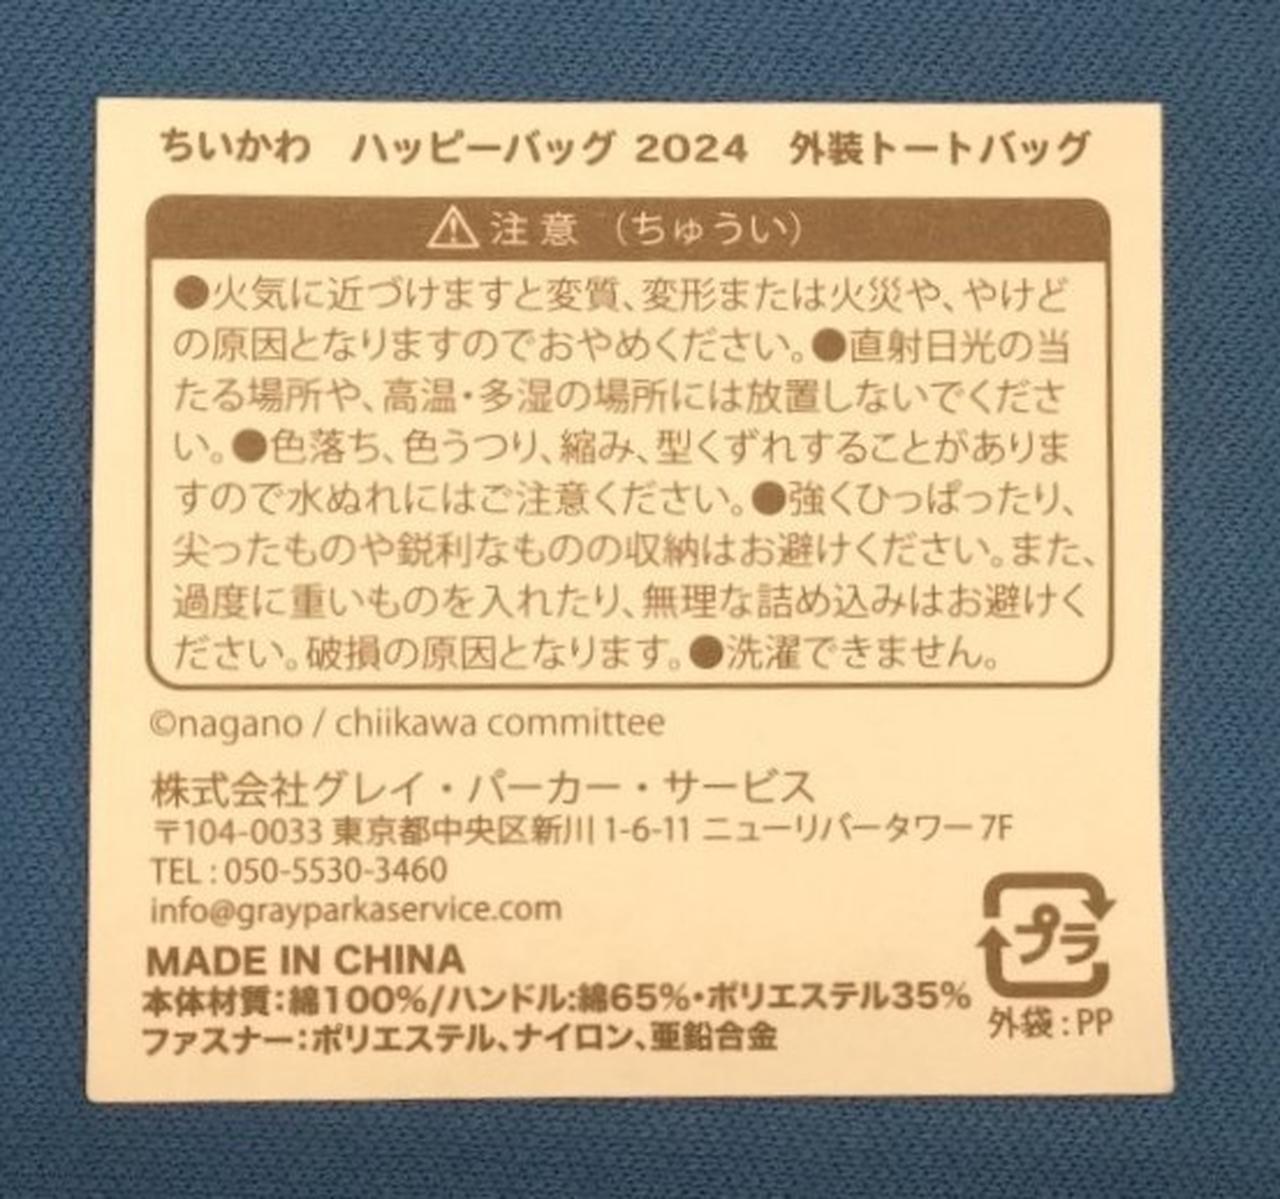 ちいかわ　ハッピーバッグ 2024　外装トートバッグ
⚠注意（ちゅうい）
●火気に近づけますと変質、変形または火災や、やけど
の原因となりますのでおやめください。●直射日光の当
たる場所や、高温・多湿の場所には放置しないでくださ
い。●色落ち、色うつり、縮み、型くずれすることがありま
すので水ぬれにはご注意ください。●強くひっぱったり、
尖ったものや鋭利なものの収納はお避けください。また、
過度に重いものを入れたり、無理な詰め込みはお避けく
ださい。破損の原因となります。●洗濯できません。
©nagano / chiikawa committee
株式会社グレイ・パーカー・サービス
〒104-0033 東京都中央区新川 1-6-11 ニューリバータワー 7F
TEL : 050-5530-3460
info@grayparkaservice.com
MADE IN CHINA
本体材質：綿100%/ハンドル:綿65%・ポリエステル35%
ファスナー：ポリエステル、ナイロン、亜鉛合金
プラ
外袋 : PP